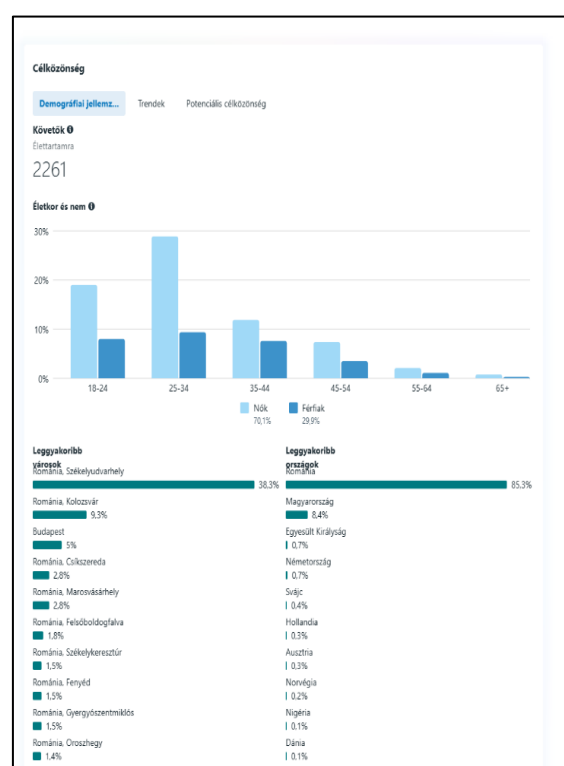 Célközönség
Demográfiai jellemz...
Trendek
Potenciális célközönség
Követők
Élettartamra
2261
Életkor és nem
30%
20%
10%
0%
18-24
25-34
35-44
45-54
55-64
65+
Nők
70,1%
Férfiak
29,9%
Leggyakoribb
városok
Románia, Székelyudvarhely
38,3%
Románia, Kolozsvár
9,3%
Budapest
5%
Románia, Csíkszereda
2,8%
Románia, Marosvásárhely
2,8%
Románia, Felsőboldogfalva
1,8%
Románia, Székelykeresztúr
1,5%
Románia, Fenyéd
1,5%
Románia, Gyergyószentmiklós
1,5%
Románia, Oroszhegy
1,4%
Leggyakoribb
országok
Románia
85,3%
Magyarország
8,4%
Egyesült Királyság
0,7%
Németország
0,7%
Svájc
0,4%
Hollandia
0,3%
Ausztria
0,3%
Norvégia
0,2%
Nigéria
0,1%
Dánia
0,1%